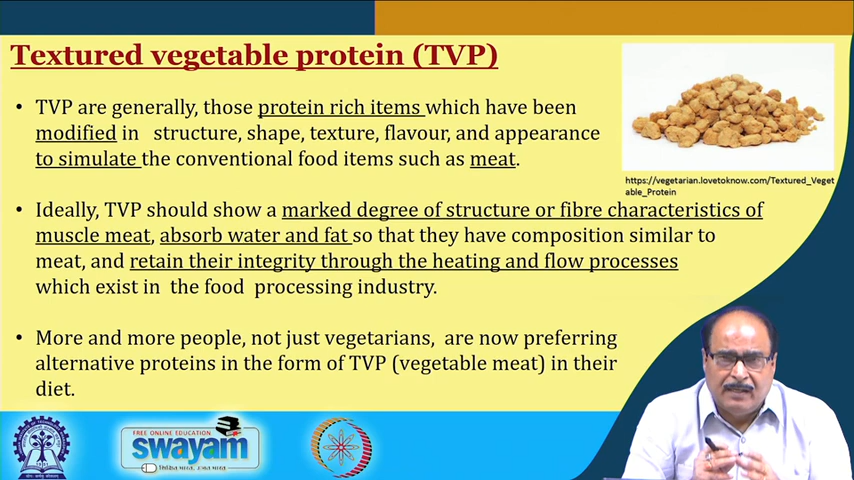 Textured vegetable protein (TVP)
• TVP are generally, those protein rich items which have been
modified in structure, shape, texture, flavour, and appearance
to simulate the conventional food items such as meat.
https://vegetarian.lovetoknow.com/Textured_Veget
able_Protein
• Ideally, TVP should show a marked degree of structure or fibre characteristics of
muscle meat, absorb water and fat so that they have composition similar to
meat, and retain their integrity through the heating and flow processes
which exist in the food processing industry.
• More and more people, not just vegetarians, are now preferring
alternative proteins in the form of TVP (vegetable meat) in their
diet.
FREE ONLINE EDUCATION
swayam
शिक्षित भारत, उन्नत भारत